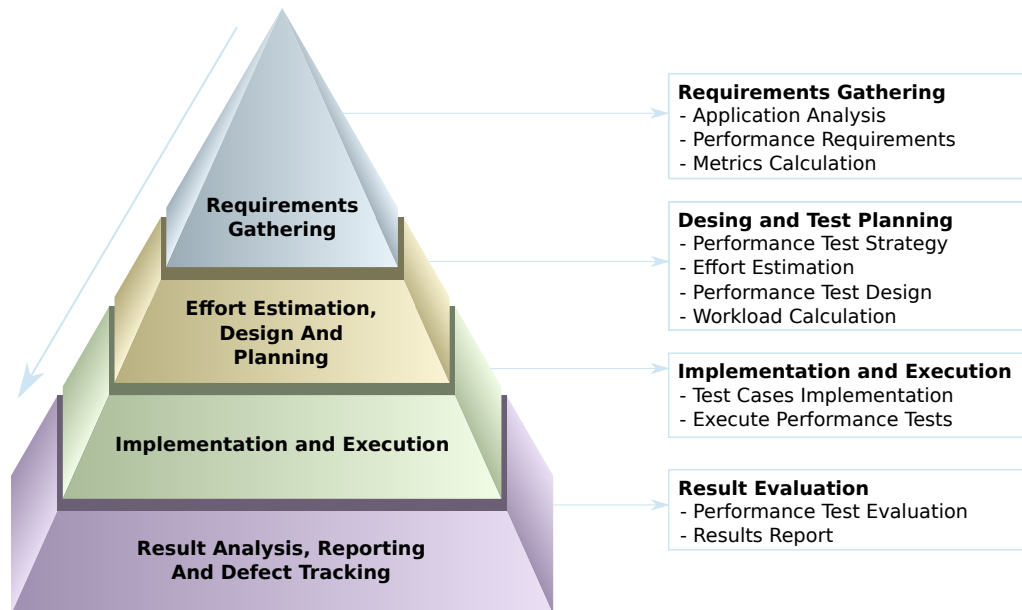 Requirements
Gathering
Effort Estimation,
Design And
Planning
Implementation and Execution
Result Analysis, Reporting
And Defect Tracking
Requirements Gathering
- Application Analysis
- Performance Requirements
- Metrics Calculation
Desing and Test Planning
- Performance Test Strategy
- Effort Estimation
- Performance Test Design
- Workload Calculation
Implementation and Execution
- Test Cases Implementation
- Execute Performance Tests
Result Evaluation
- Performance Test Evaluation
- Results Report